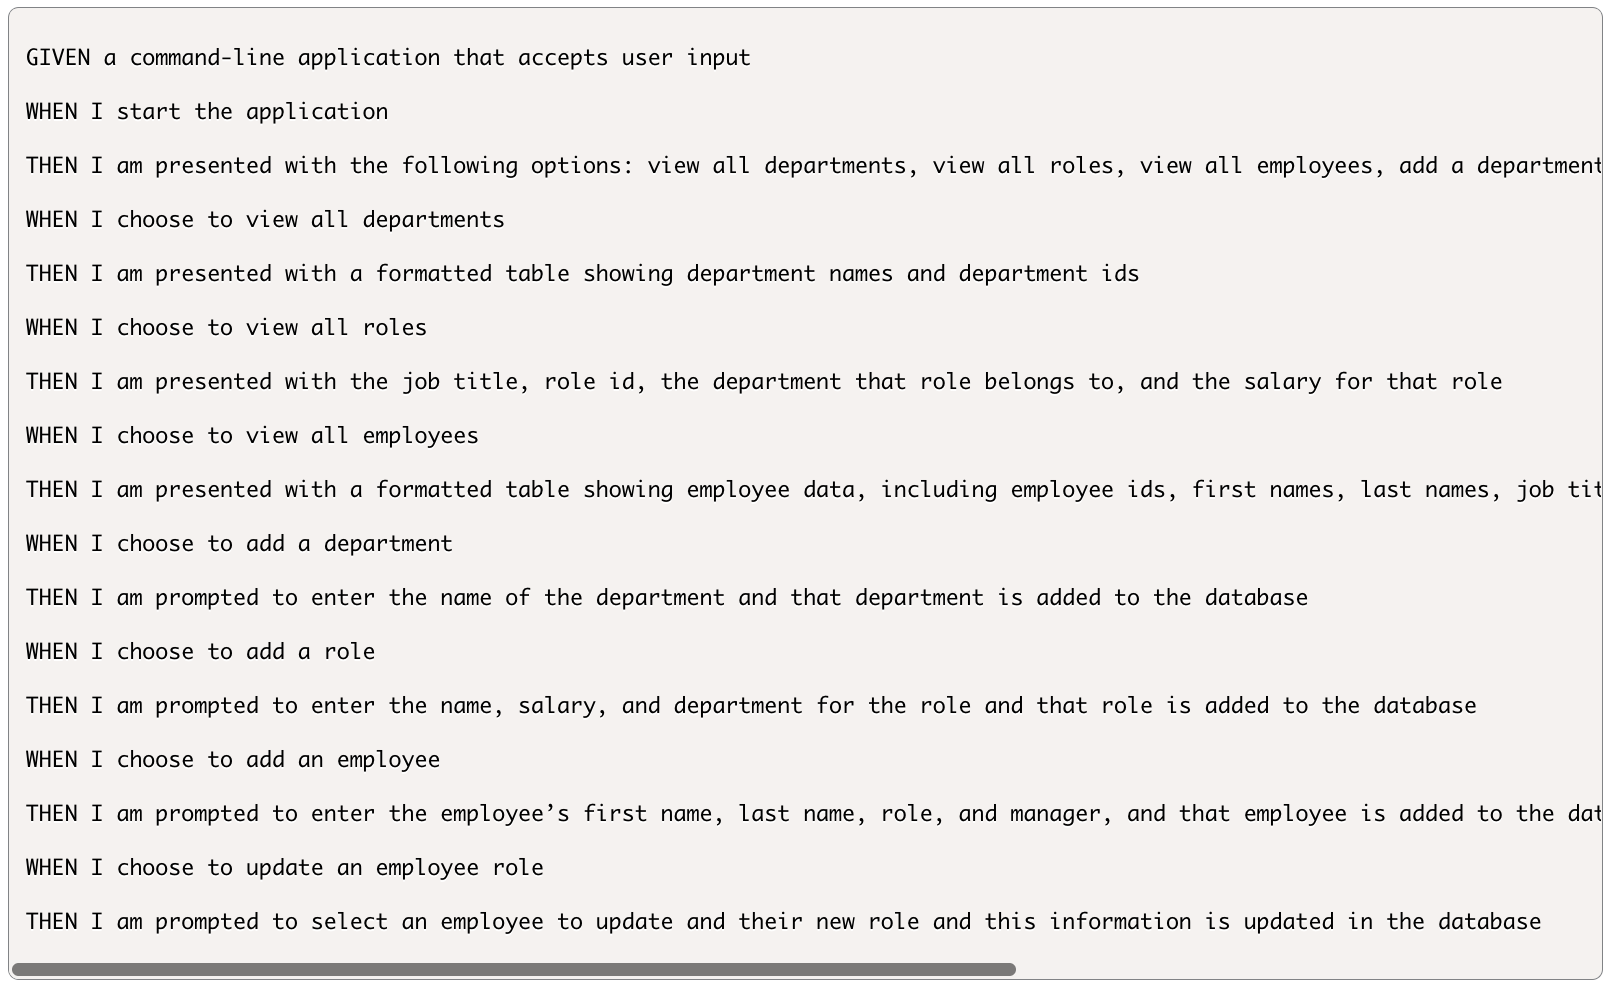 GIVEN a command-line application that accepts user input
WHEN I start the application
THEN I am presented with the following options: view all departments, view all roles, view all employees, add a department
WHEN I choose to view all departments
THEN I am presented with a formatted table showing department names and department ids
WHEN I choose to view all roles
THEN I am presented with the job title, role id, the department that role belongs to, and the salary for that role
WHEN I choose to view all employees
THEN I am presented with a formatted table showing employee data, including employee ids, first names, last names, job tit
WHEN I choose to add a department
THEN I am prompted to enter the name of the department and that department is added to the database
WHEN I choose to add a role
THEN I am prompted to enter the name, salary, and department for the role and that role is added to the database
WHEN I choose to add an employee
THEN I am prompted to enter the employee’s first name, last name, role, and manager, and that employee is added to the dat
WHEN I choose to update an employee role
THEN I am prompted to select an employee to update and their new role and this information is updated in the database